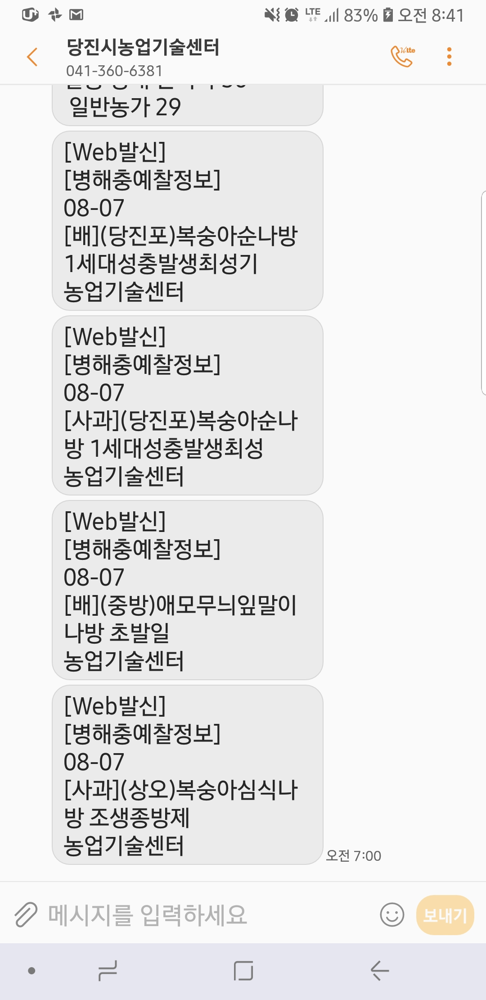 LTE 83% 오전 8:41
당진시농업기술센터
041-360-6381
VoLte
일반농가 29
[Web발신]
[병해충예찰정보]
08-07
[배](당진포)복숭아순나방
1세대성충발생최성기
농업기술센터
[Web발신]
[병해충예찰정보]
08-07
[사과](당진포)복숭아순나
방 1세대성충발생최성
농업기술센터
[Web발신]
[병해충예찰정보]
08-07
[배](중방)애모무늬잎말이
나방 초발일
농업기술센터
[Web발신]
[병해충예찰정보]
08-07
[사과](상오)복숭아심식나
방 조생종방제
농업기술센터
오전 7:00
메시지를 입력하세요
보내기